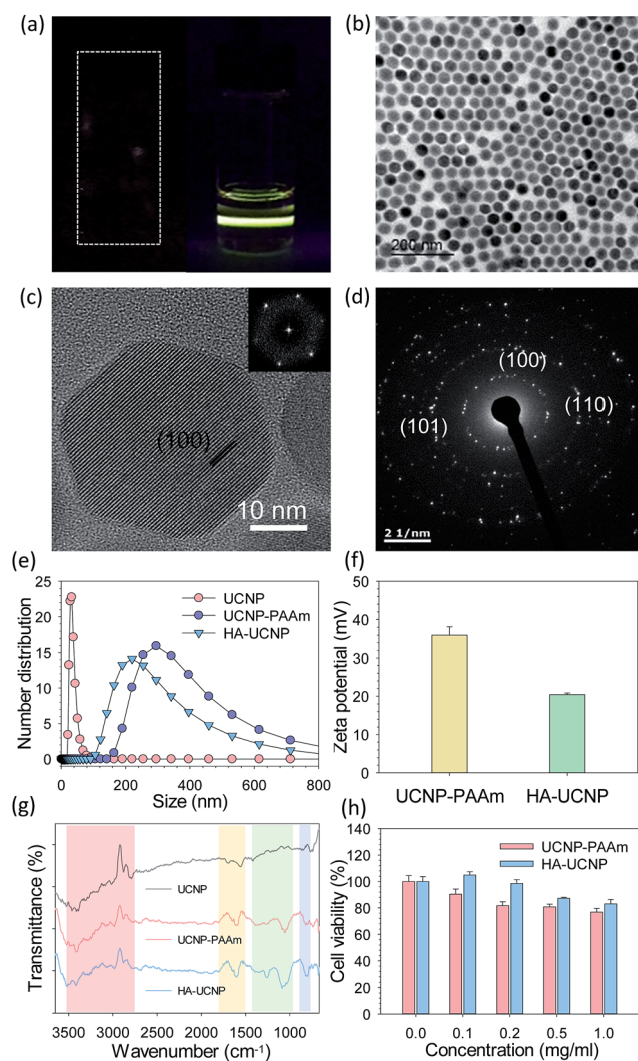 (a)
(b)
200 nm
(c)
(100)
10 nm
(d)
(100)
(110)
(101)
2 1/nm
(e)
25
20
15
10
5
0
Number distribution
UCNP
UCNP-PAAm
HA-UCNP
0 200 400 600 800
Size (nm)
(f)
50
40
30
20
10
0
Zeta potential (mV)
UCNP-PAAm HA-UCNP
(g)
Transmittance (%)
UCNP
UCNP-PAAm
HA-UCNP
3500 3000 2500 2000 1500 1000
Wavenumber (cm-1)
(h)
140
120
100
80
60
40
20
0
Cell viability (%)
UCNP-PAAm
HA-UCNP
0.0 0.1 0.2 0.5 1.0
Concentration (mg/ml)